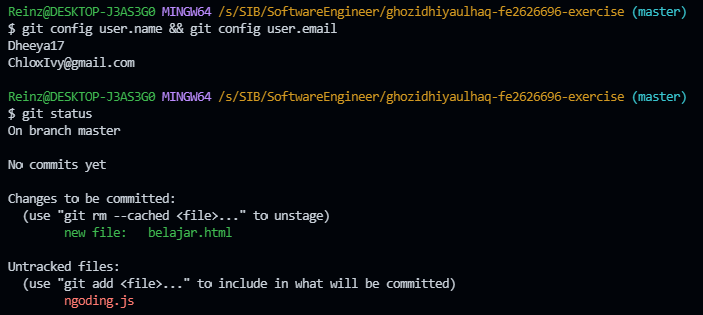 Reinz@DESKTOP-J3AS3G0 MINGW64 /s/SIB/SoftwareEngineer/ghozidhiyaulhaq-fe2626696-exercise (master)
$ git config user.name && git config user.email
Dheeya17
ChloxIvy@gmail.com
Reinz@DESKTOP-J3AS3G0 MINGW64 /s/SIB/SoftwareEngineer/ghozidhiyaulhaq-fe2626696-exercise (master)
$ git status
On branch master
No commits yet
Changes to be committed:
(use "git rm --cached <file>..." to unstage)
new file:   belajar.html
Untracked files:
(use "git add <file>..." to include in what will be committed)
ngoding.js